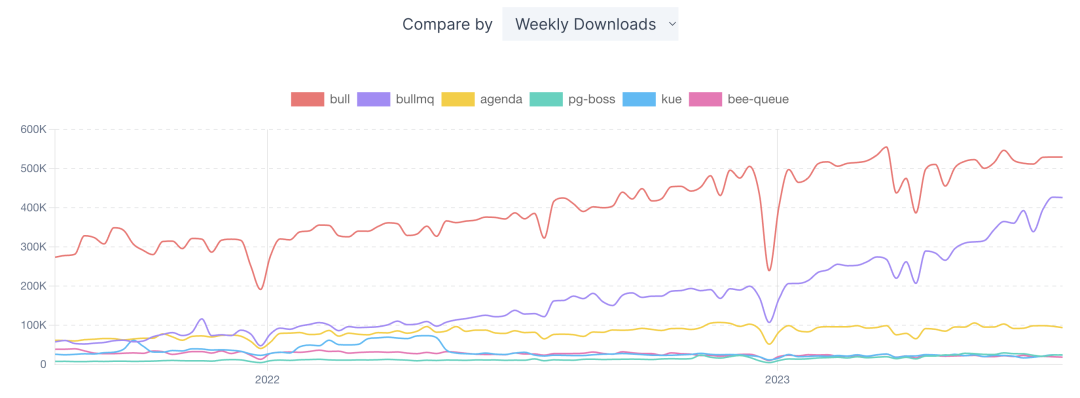 Compare by Weekly Downloads
bull bullmq agenda pg-boss kue bee-queue
600K
500K
400K
300K
200K
100K
0
2022 2023